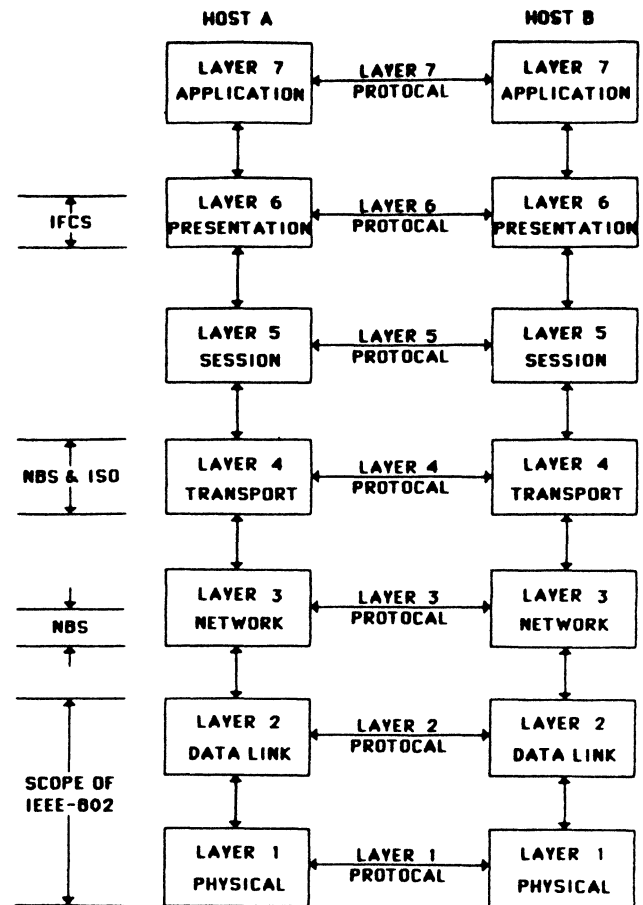 HOST A
HOST B
LAYER 7
APPLICATION
LAYER 7
PROTOCAL
LAYER 7
APPLICATION
IFCS
LAYER 6
PRESENTATION
LAYER 6
PROTOCAL
LAYER 6
PRESENTATION
LAYER 5
SESSION
LAYER 5
PROTOCAL
LAYER 5
SESSION
NBS & ISO
LAYER 4
TRANSPORT
LAYER 4
PROTOCAL
LAYER 4
TRANSPORT
NBS
LAYER 3
NETWORK
LAYER 3
PROTOCAL
LAYER 3
NETWORK
LAYER 2
DATA LINK
LAYER 2
PROTOCAL
LAYER 2
DATA LINK
SCOPE OF
IEEE-802
LAYER 1
PHYSICAL
LAYER 1
PROTOCAL
LAYER 1
PHYSICAL